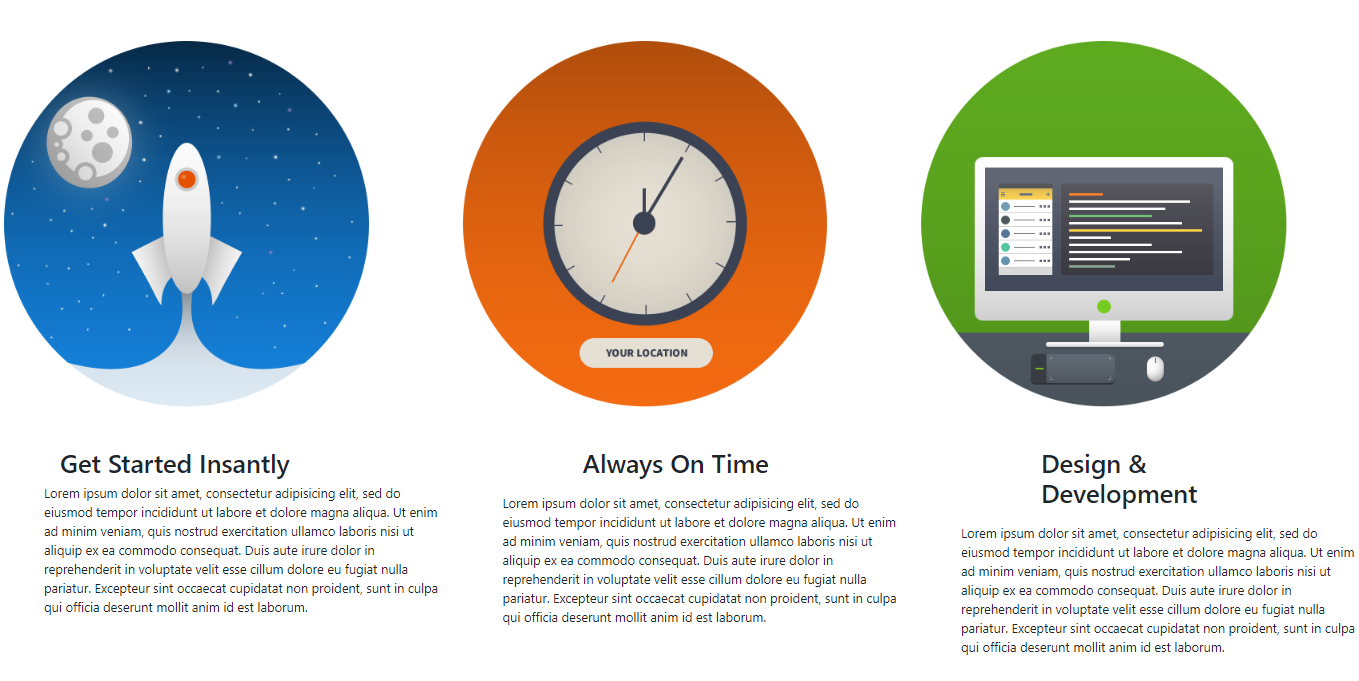 YOUR LOCATION
Get Started Insantly
Lorem ipsum dolor sit amet, consectetur adipisicing elit, sed do
eiusmod tempor incididunt ut labore et dolore magna aliqua. Ut enim
ad minim veniam, quis nostrud exercitation ullamco laboris nisi ut
aliquip ex ea commodo consequat. Duis aute irure dolor in
reprehenderit in voluptate velit esse cillum dolore eu fugiat nulla
pariatur. Excepteur sint occaecat cupidatat non proident, sunt in culpa
qui officia deserunt mollit anim id est laborum.
Always On Time
Lorem ipsum dolor sit amet, consectetur adipisicing elit, sed do
eiusmod tempor incididunt ut labore et dolore magna aliqua. Ut enim
ad minim veniam, quis nostrud exercitation ullamco laboris nisi ut
aliquip ex ea commodo consequat. Duis aute irure dolor in
reprehenderit in voluptate velit esse cillum dolore eu fugiat nulla
pariatur. Excepteur sint occaecat cupidatat non proident, sunt in culpa
qui officia deserunt mollit anim id est laborum.
Design &
Development
Lorem ipsum dolor sit amet, consectetur adipisicing elit, sed do
eiusmod tempor incididunt ut labore et dolore magna aliqua. Ut enim
ad minim veniam, quis nostrud exercitation ullamco laboris nisi ut
aliquip ex ea commodo consequat. Duis aute irure dolor in
reprehenderit in voluptate velit esse cillum dolore eu fugiat nulla
pariatur. Excepteur sint occaecat cupidatat non proident, sunt in culpa
qui officia deserunt mollit anim id est laborum.